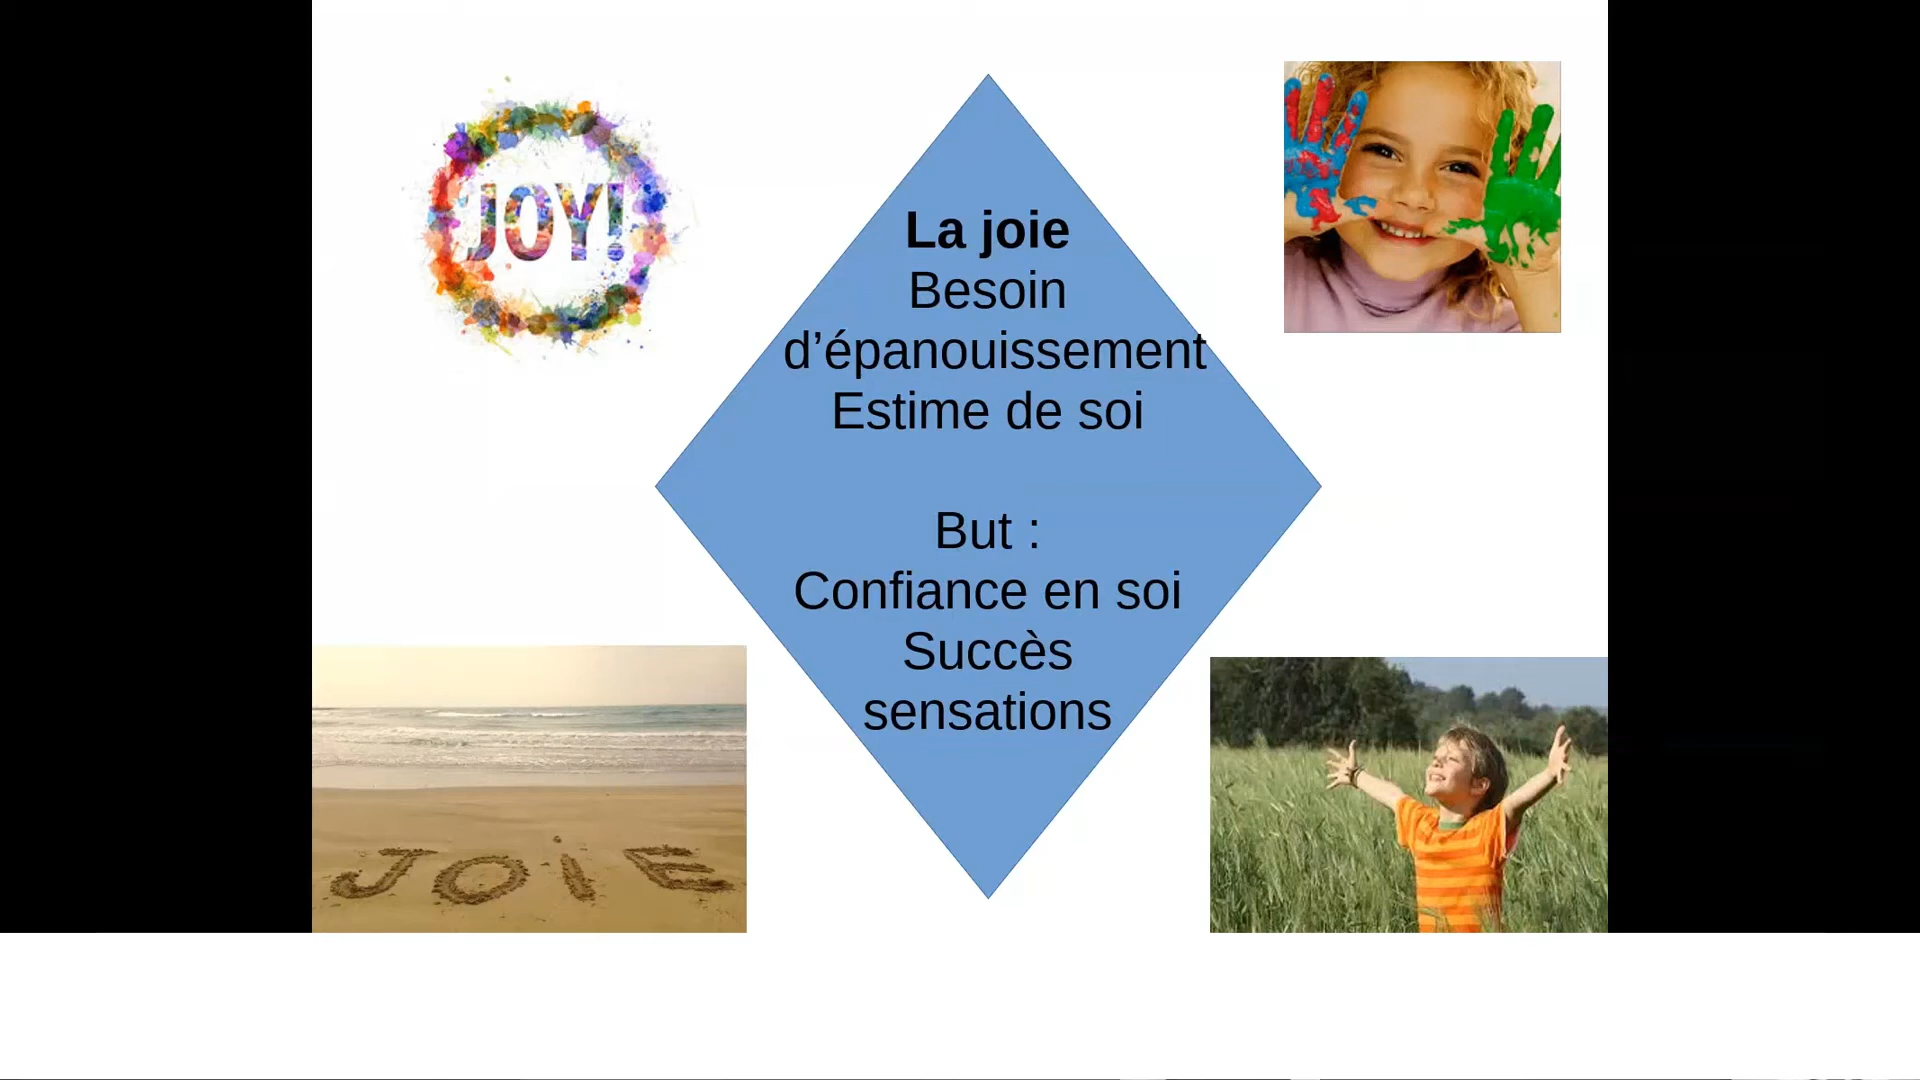 JOY!
La joie
Besoin
d’épanouissement
Estime de soi
But :
Confiance en soi
Succès
sensations
JOiE